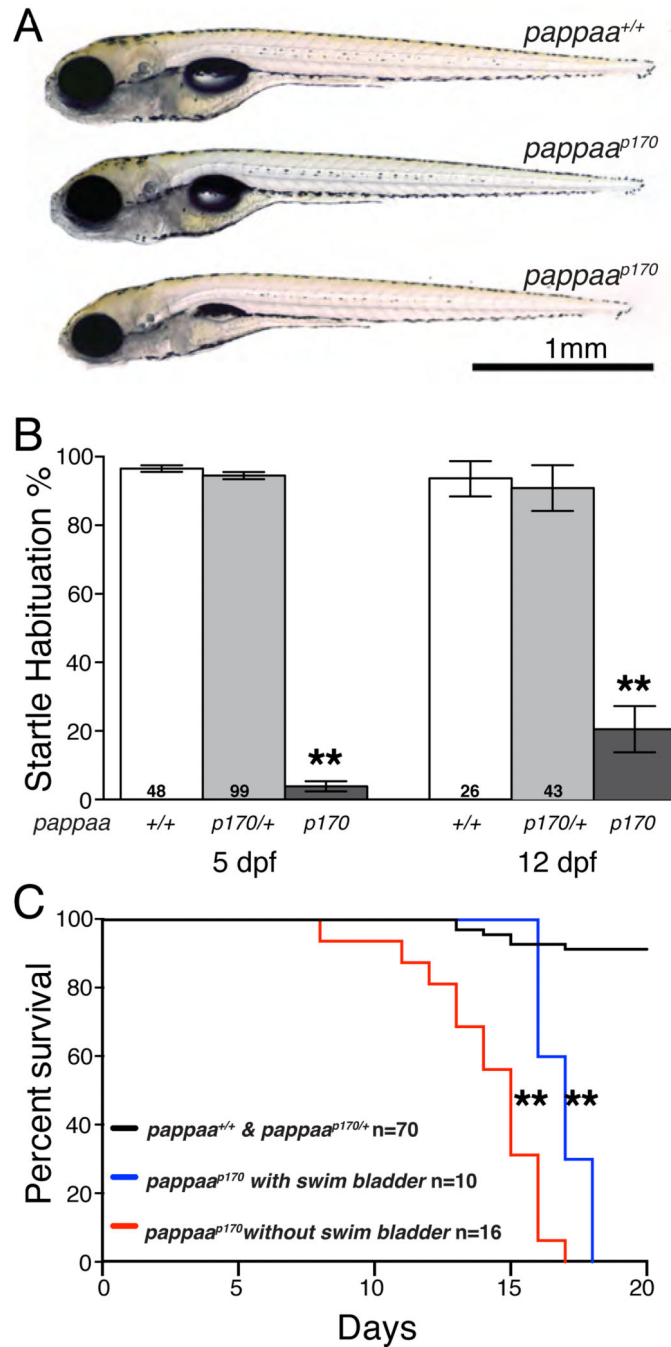 A
pappaa+/+
pappaap170
pappaap170
1mm
B
Startle Habituation %
100
80
60
40
20
0
**
**
48 99 26 43
pappaa +/+ p170/+ p170 +/+ p170/+ p170
5 dpf 12 dpf
C
Percent survival
100
80
60
40
20
0
** **
pappaa+/+ & pappaap170/+ n=70
pappaap170 with swim bladder n=10
pappaap170 without swim bladder n=16
0 5 10 15 20
Days